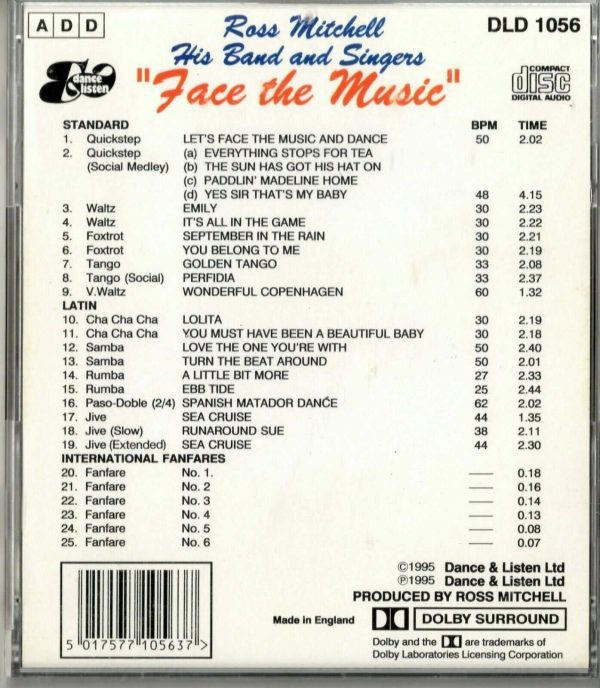 A D D
Ross Mitchell
DLD 1056
His Band and Singers
dance & listen
"Face the Music"
COMPACT disc DIGITAL AUDIO
STANDARD BPM TIME
1. Quickstep LET'S FACE THE MUSIC AND DANCE 50 2.02
2. Quickstep (a) EVERYTHING STOPS FOR TEA
(Social Medley) (b) THE SUN HAS GOT HIS HAT ON
(c) PADDLIN' MADELINE HOME
(d) YES SIR THAT'S MY BABY 48 4.15
3. Waltz EMILY 30 2.23
4. Waltz IT'S ALL IN THE GAME 30 2.22
5. Foxtrot SEPTEMBER IN THE RAIN 30 2.21
6. Foxtrot YOU BELONG TO ME 30 2.19
7. Tango GOLDEN TANGO 33 2.08
8. Tango (Social) PERFIDIA 33 2.37
9. V.Waltz WONDERFUL COPENHAGEN 60 1.32
LATIN
10. Cha Cha Cha LOLITA 30 2.19
11. Cha Cha Cha YOU MUST HAVE BEEN A BEAUTIFUL BABY 30 2.18
12. Samba LOVE THE ONE YOU'RE WITH 50 2.40
13. Samba TURN THE BEAT AROUND 50 2.01
14. Rumba A LITTLE BIT MORE 27 2.33
15. Rumba EBB TIDE 25 2.44
16. Paso-Doble (2/4) SPANISH MATADOR DANCE 62 2.02
17. Jive SEA CRUISE 44 1.35
18. Jive (Slow) RUNAROUND SUE 38 2.11
19. Jive (Extended) SEA CRUISE 44 2.30
INTERNATIONAL FANFARES
20. Fanfare No. 1. — 0.18
21. Fanfare No. 2 — 0.16
22. Fanfare No. 3 — 0.14
23. Fanfare No. 4 — 0.13
24. Fanfare No. 5 — 0.08
25. Fanfare No. 6 — 0.07
©1995 Dance & Listen Ltd
℗1995 Dance & Listen Ltd
PRODUCED BY ROSS MITCHELL
Made in England DOLBY SURROUND
Dolby and the are trademarks of
Dolby Laboratories Licensing Corporation
5 017577 105637 >